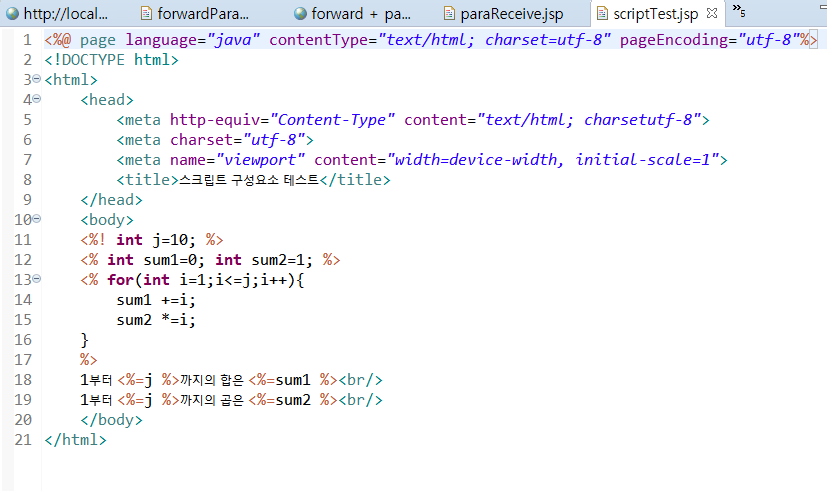 http://local... forwardPara... forward + pa... paraReceive.jsp scriptTest.jsp »5
1 <%@ page language="java" contentType="text/html; charset=utf-8" pageEncoding="utf-8"%>
2 <!DOCTYPE html>
3 <html>
4 <head>
5 <meta http-equiv="Content-Type" content="text/html; charsetutf-8">
6 <meta charset="utf-8">
7 <meta name="viewport" content="width=device-width, initial-scale=1">
8 <title>스크립트 구성요소 테스트</title>
9 </head>
10 <body>
11 <%! int j=10; %>
12 <% int sum1=0; int sum2=1; %>
13 <% for(int i=1;i<=j;i++){
14 sum1 +=i;
15 sum2 *=i;
16 }
17 %>
18 1부터 <%=j %>까지의 합은 <%=sum1 %><br/>
19 1부터 <%=j %>까지의 곱은 <%=sum2 %><br/>
20 </body>
21 </html>